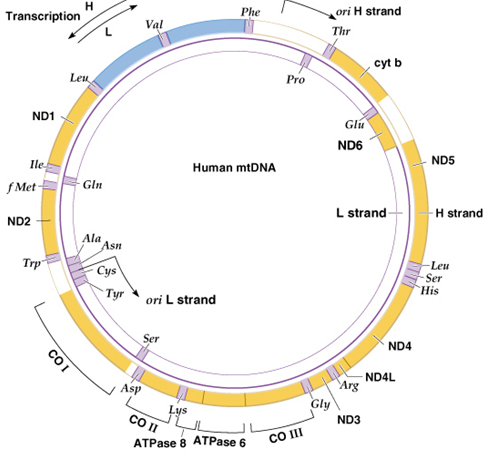 Transcription
H
L
Val
Phe
ori H strand
Thr
Pro
cyt b
Leu
Glu
ND6
ND1
ND5
Human mtDNA
Ile
f Met
Gln
L strand
H strand
ND2
Ala
Asn
Trp
Cys
Tyr
ori L strand
Leu
Ser
His
Ser
ND4
CO I
ND4L
Asp
Arg
Lys
Gly
ND3
CO II
ATPase 8
ATPase 6
CO III